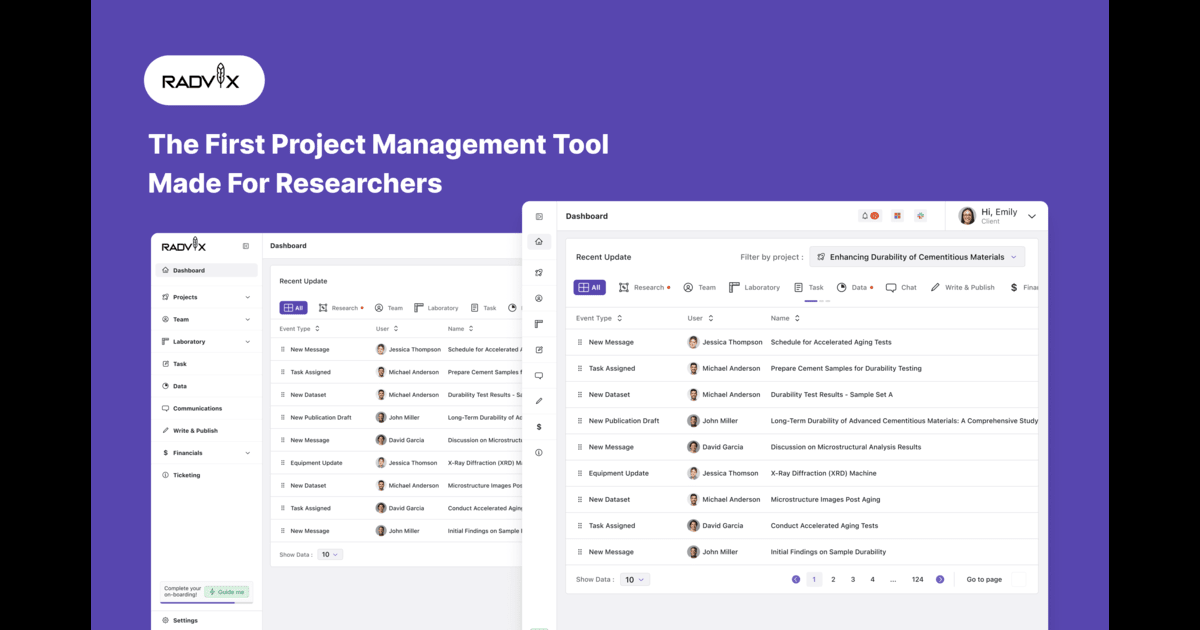 RADVIX
The First Project Management Tool
Made For Researchers
RADVIX
Dashboard
Dashboard
Projects
Team
Laboratory
Task
Data
Communications
Write & Publish
Financials
Ticketing
Complete your
on-boarding!
Guide me
Settings
Recent Update
All Research Team Laboratory Task
Event Type User Name
New Message Jessica Thompson Schedule for Accelerated
Task Assigned Michael Anderson Prepare Cement Samples
New Dataset Michael Anderson Durability Test Results - Sa
New Publication Draft John Miller Long-Term Durability of
New Message David Garcia Discussion on Microstruct
Equipment Update Jessica Thomson X-Ray Diffraction (XRD) M
New Dataset Michael Anderson Microstructure Images Pos
Task Assigned David Garcia Conduct Accelerated Aging
New Message John Miller Initial Findings on Sample
Show Data : 10
Dashboard
Hi, Emily
Client
Recent Update
Filter by project : Enhancing Durability of Cementitious Materials
All Research Team Laboratory Task Data Chat Write & Publish $ Fina
Event Type User Name
New Message Jessica Thompson Schedule for Accelerated Aging Tests
Task Assigned Michael Anderson Prepare Cement Samples for Durability Testing
New Dataset Michael Anderson Durability Test Results - Sample Set A
New Publication Draft John Miller Long-Term Durability of Advanced Cementitious Materials: A Comprehensive Study
New Message David Garcia Discussion on Microstructural Analysis Results
Equipment Update Jessica Thomson X-Ray Diffraction (XRD) Machine
New Dataset Michael Anderson Microstructure Images Post Aging
Task Assigned David Garcia Conduct Accelerated Aging Tests
New Message John Miller Initial Findings on Sample Durability
Show Data : 10
1 2 3 4 ... 124 Go to page